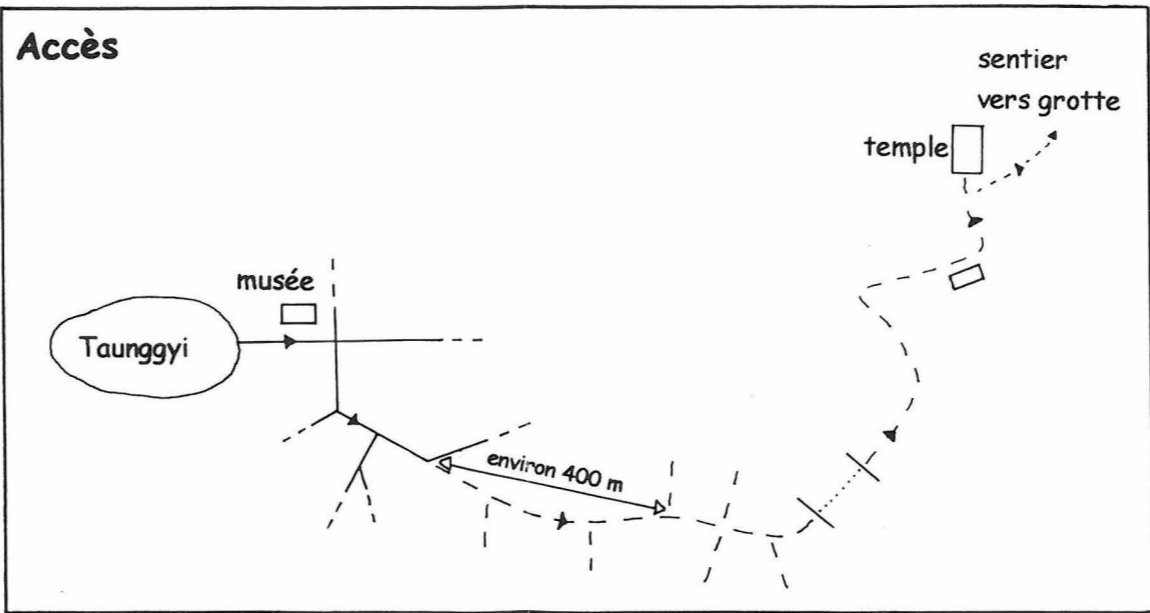 Accès
sentier
vers grotte
temple
musée
Taunggyi
environ 400 m